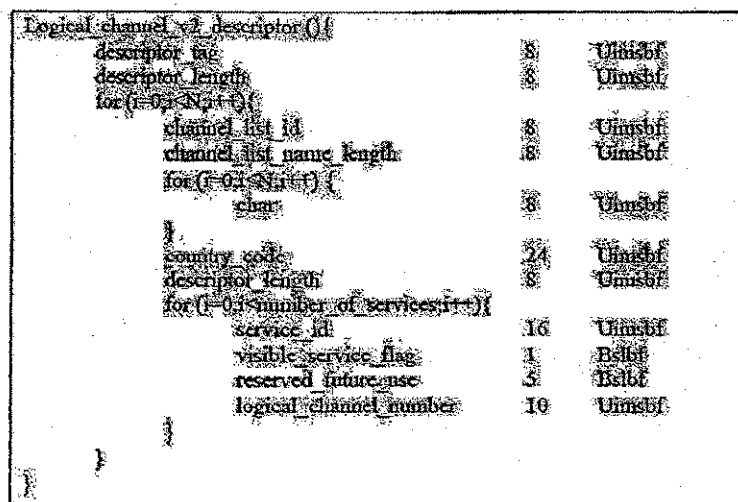 Logical_channel_v2_descriptor(){
descriptor_tag 8 Uimsbf
descriptor_length 8 Uimsbf
for (i=0;i<N;i++){
channel_list_id 8 Uimsbf
channel_list_name_length 8 Uimsbf
for (i=0;i<N;i++) {
char 8 Uimsbf
}
country_code 24 Uimsbf
descriptor_length 8 Uimsbf
for (i=0;i<number_of_services;i++){
service_id 16 Uimsbf
visible_service_flag 1 Bslbf
reserved_future_use 5 Bslbf
logical_channel_number 10 Uimsbf
}
}
}